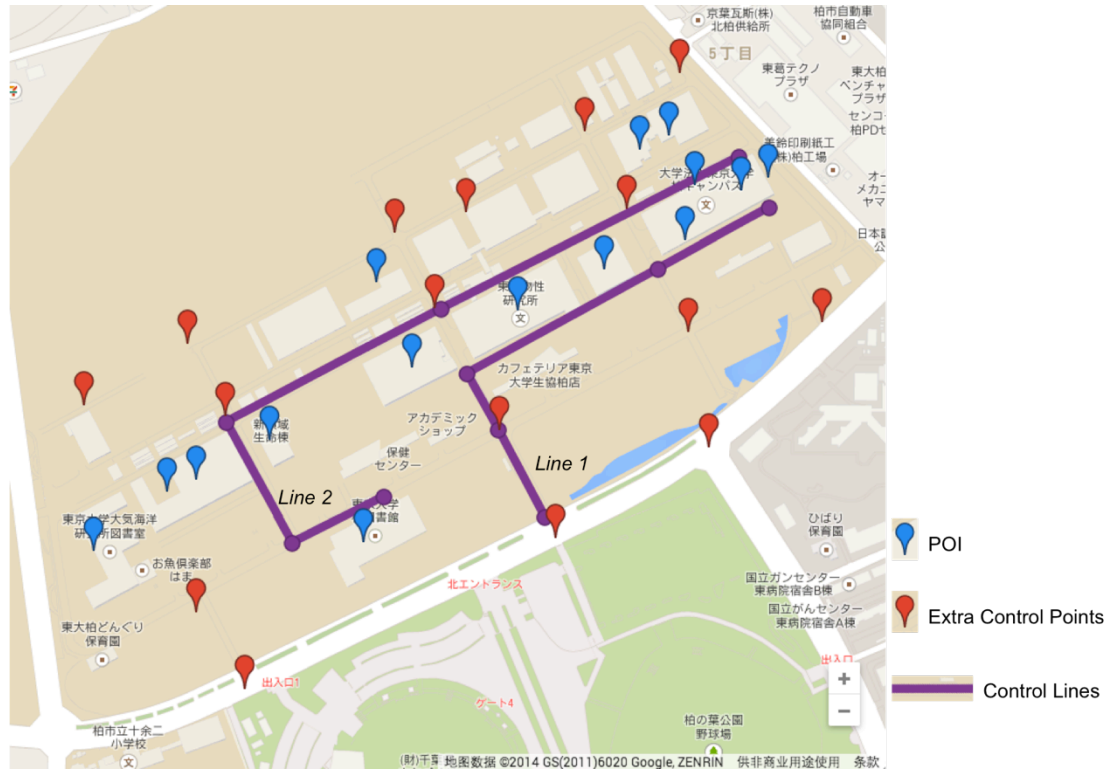 京葉瓦斯(株)
北柏供給所
柏市自動車
協同組合
5丁目
東葛テクノ
プラザ
東大柏
ベンチャ
プラザ
センコ
柏PDセ
美鈴印刷紙工
(株)柏工場
オー
メカニ
ヤマ
大学
キャンパス
文
日本
公
研究所
文
カフェテリア東京
大学生協柏店
アカデミック
ショップ
保健
センター
生命棟
Line 1
Line 2
東京大学大気海洋
図書室
書館
お魚倶楽部
はま
東大柏どんぐり
保育園
北エントランス
出入口1
ゲート4
ひばり
保育園
国立ガンセンター
東病院宿舎B棟
国立がんセンター
東病院宿舎A棟
出入口
柏の葉公園
野球場
柏市立十余二
小学校
文
+
−
(財)千葉
地图数据 ©2014 GS(2011)6020 Google, ZENRIN 供非商业用途使用 条款
POI
Extra Control Points
Control Lines